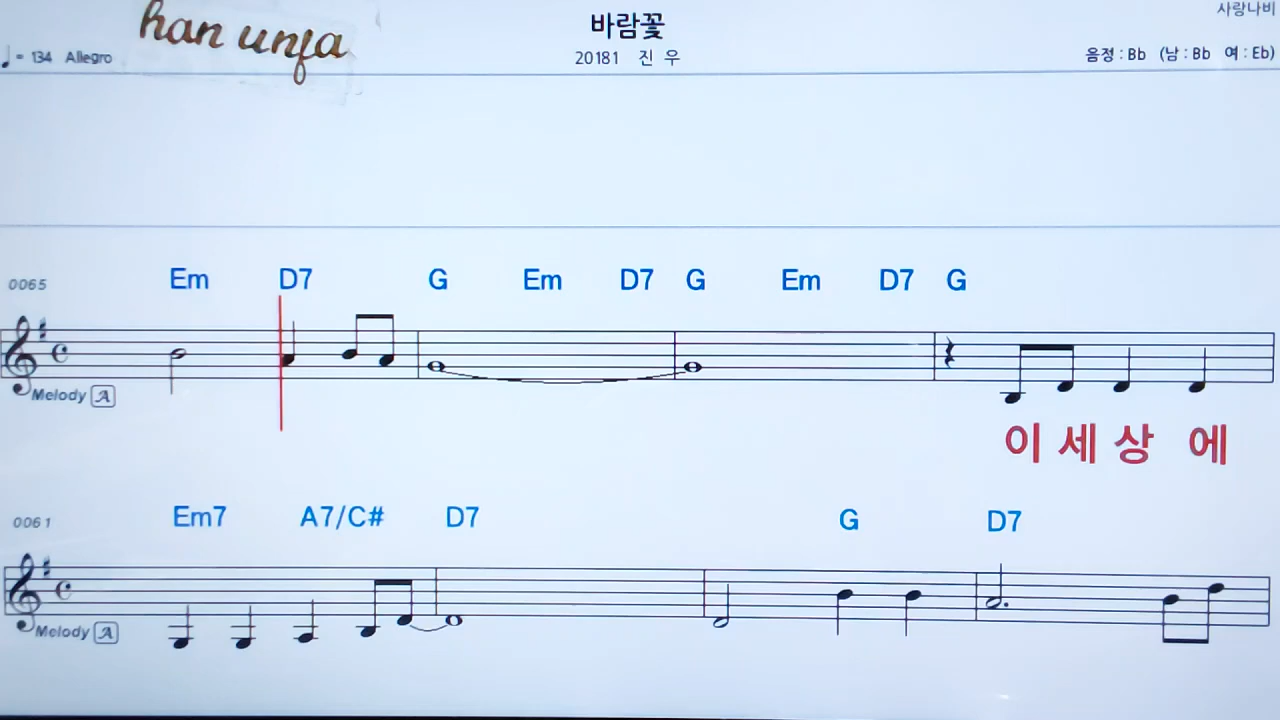 han unja
바람꽃
사랑나비
♩= 134 Allegro
20181 진 우
음정 : Bb (남 : Bb 여 : Eb)
0065 Em D7 G Em D7 G Em D7 G
Melody A
이 세 상 에
0061 Em7 A7/C# D7 G D7
Melody A